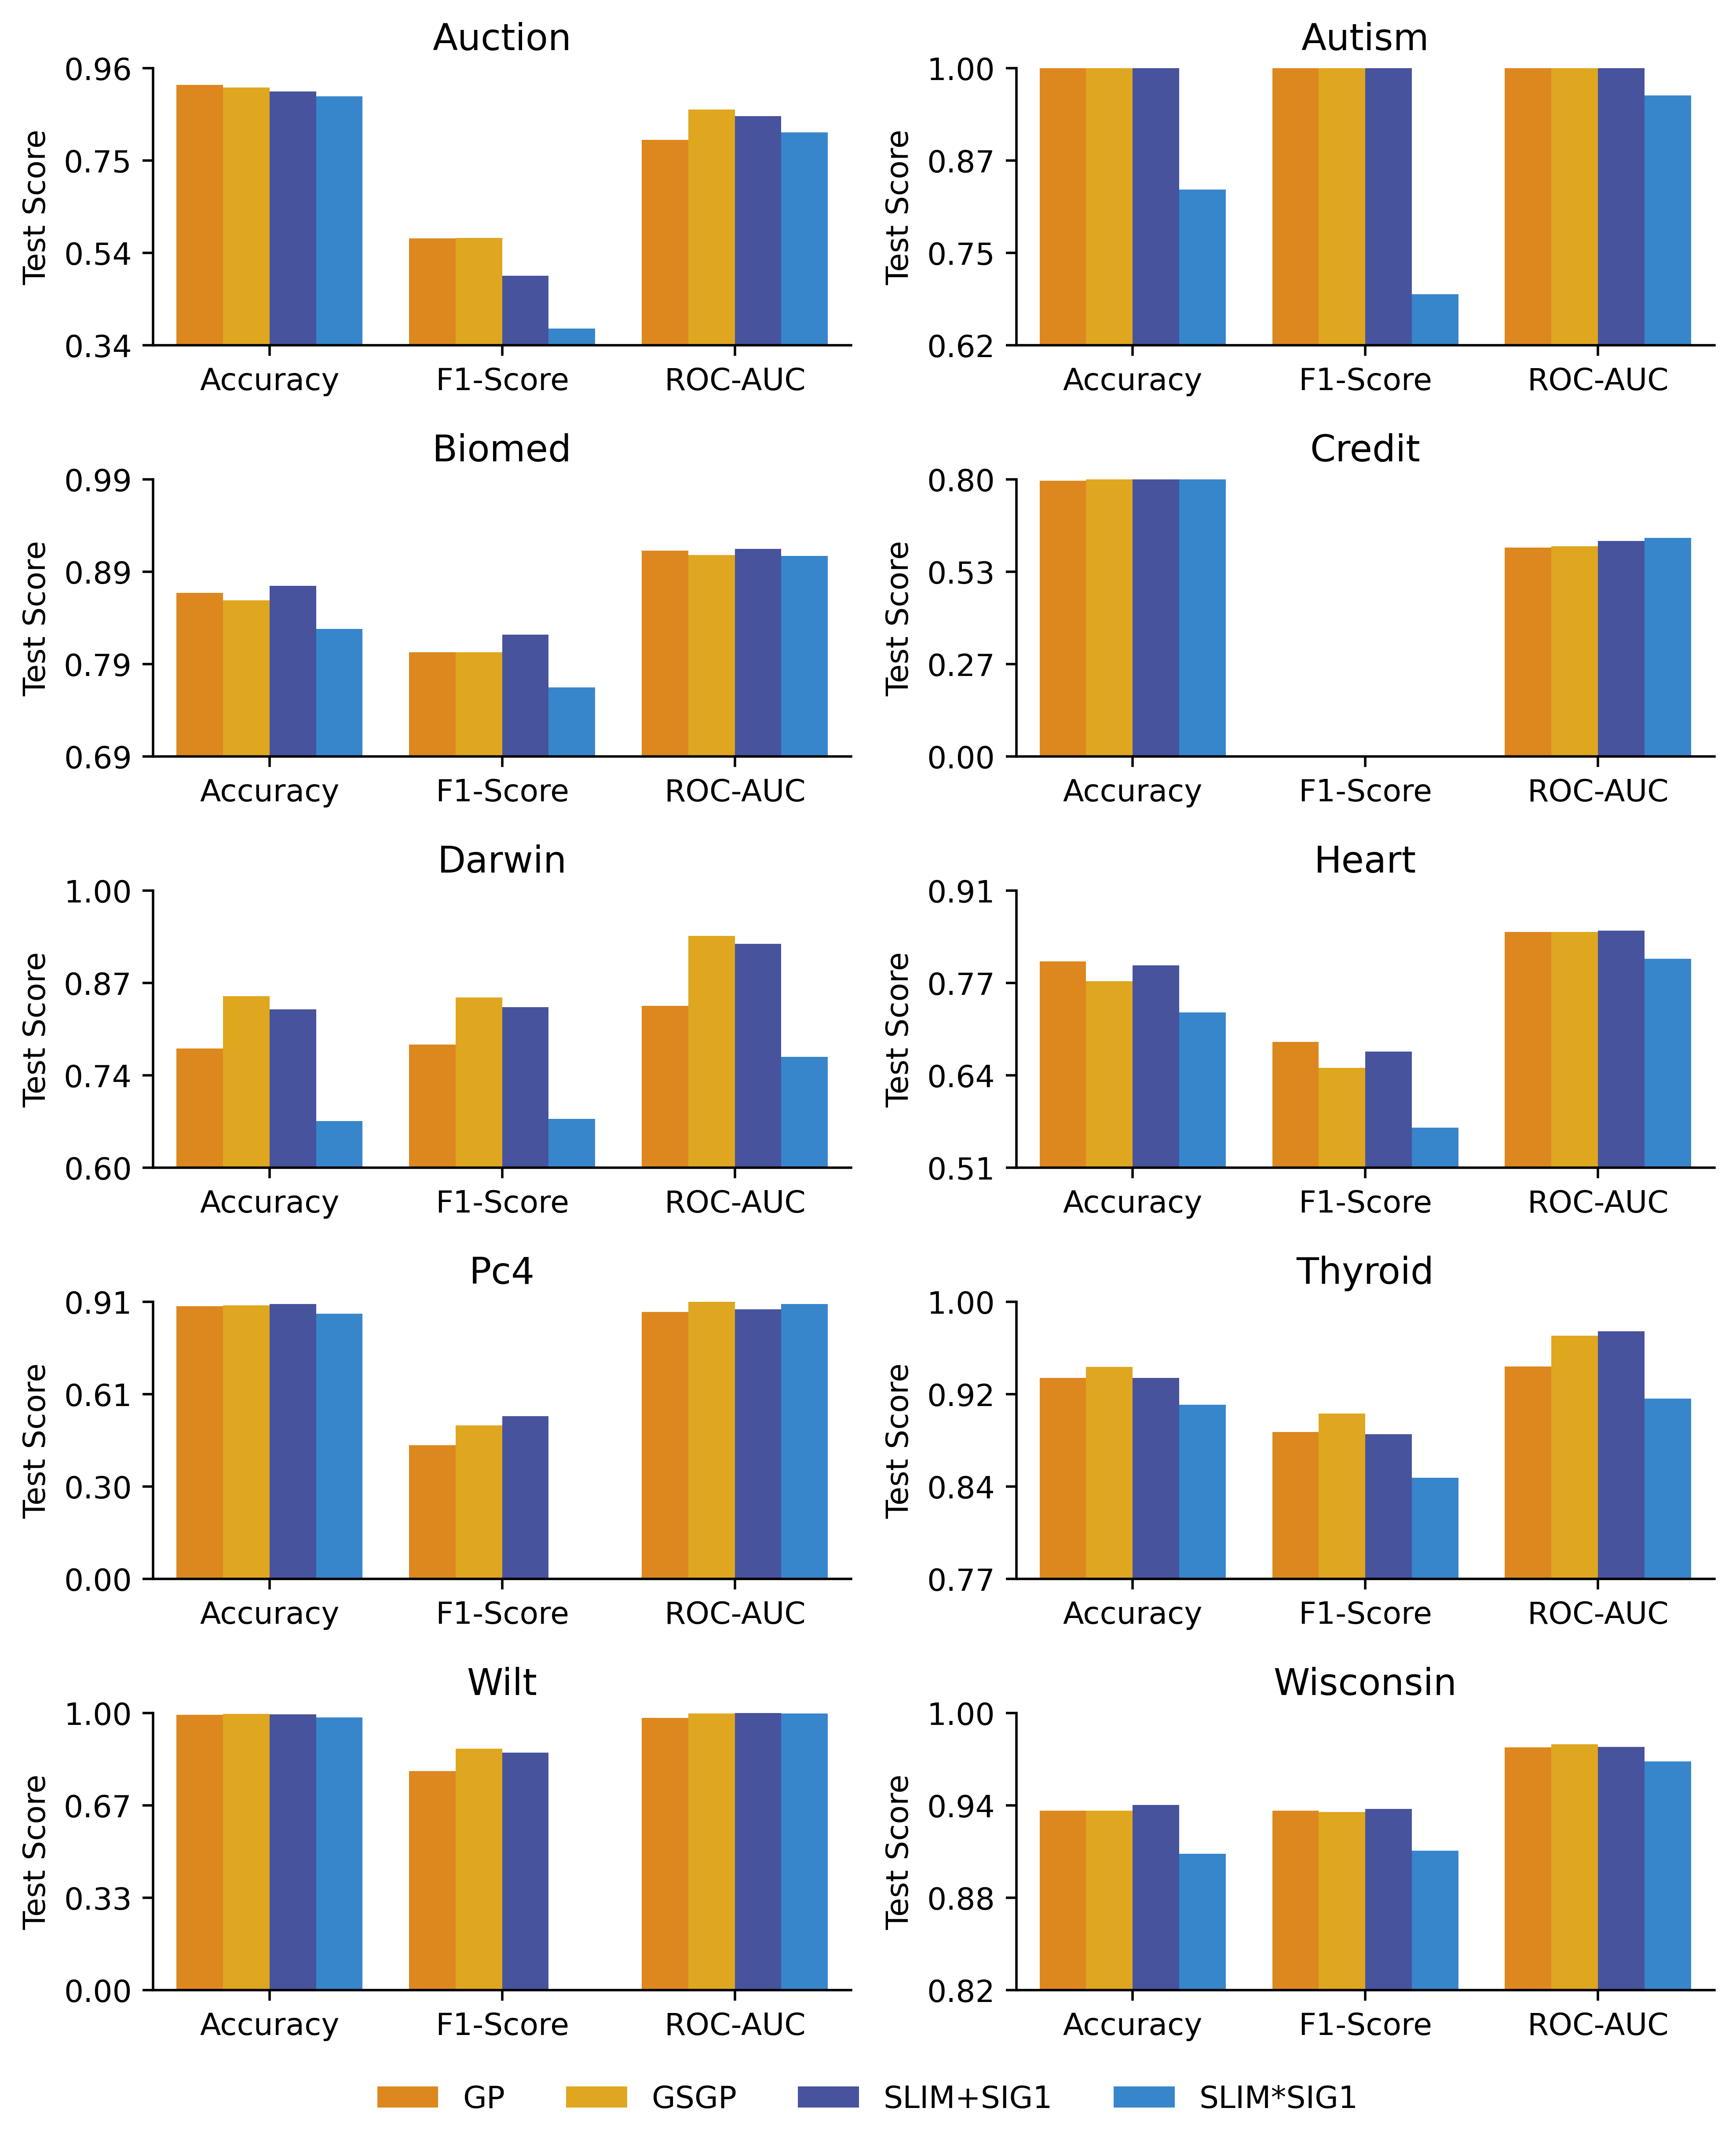 Auction
0.96
0.75
0.54
0.34
Test Score
Accuracy F1-Score ROC-AUC
Autism
1.00
0.87
0.75
0.62
Test Score
Accuracy F1-Score ROC-AUC
Biomed
0.99
0.89
0.79
0.69
Test Score
Accuracy F1-Score ROC-AUC
Credit
0.80
0.53
0.27
0.00
Test Score
Accuracy F1-Score ROC-AUC
Darwin
1.00
0.87
0.74
0.60
Test Score
Accuracy F1-Score ROC-AUC
Heart
0.91
0.77
0.64
0.51
Test Score
Accuracy F1-Score ROC-AUC
Pc4
0.91
0.61
0.30
0.00
Test Score
Accuracy F1-Score ROC-AUC
Thyroid
1.00
0.92
0.84
0.77
Test Score
Accuracy F1-Score ROC-AUC
Wilt
1.00
0.67
0.33
0.00
Test Score
Accuracy F1-Score ROC-AUC
Wisconsin
1.00
0.94
0.88
0.82
Test Score
Accuracy F1-Score ROC-AUC
GP GSGP SLIM+SIG1 SLIM*SIG1